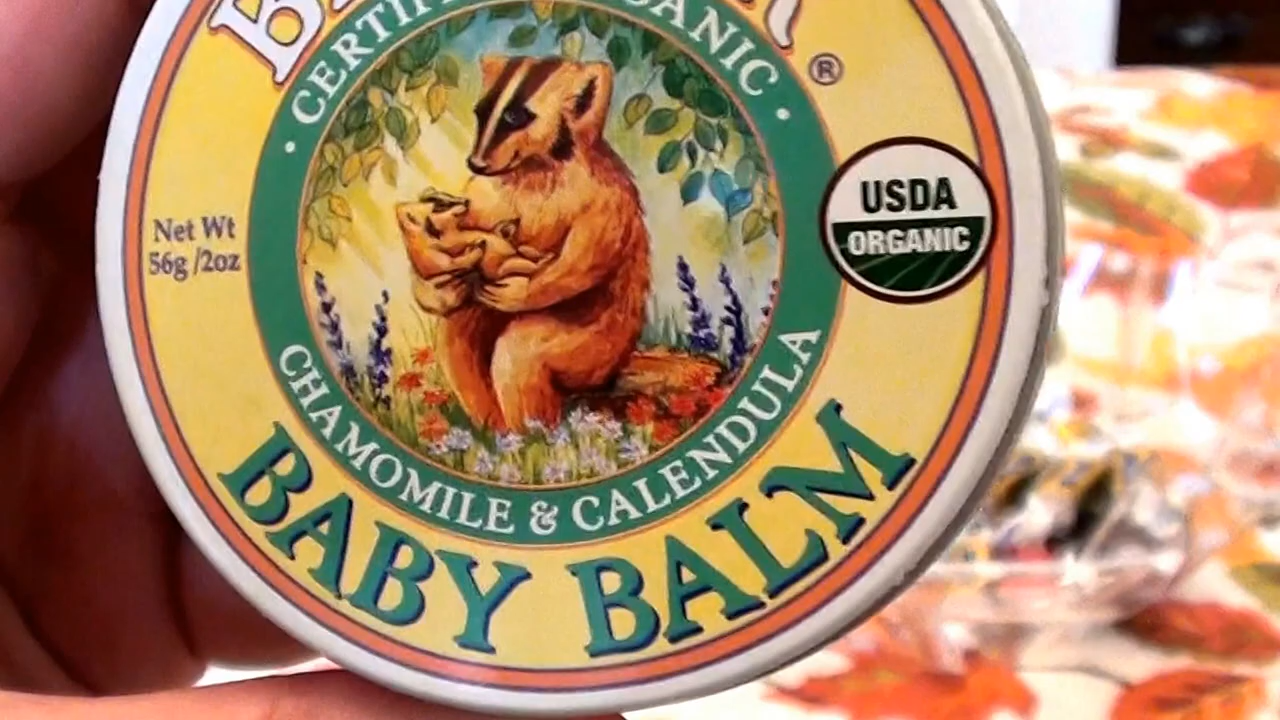 CERTIFIED ORGANIC
®
USDA
ORGANIC
Net Wt
56g /2oz
CHAMOMILE & CALENDULA
BABY BALM